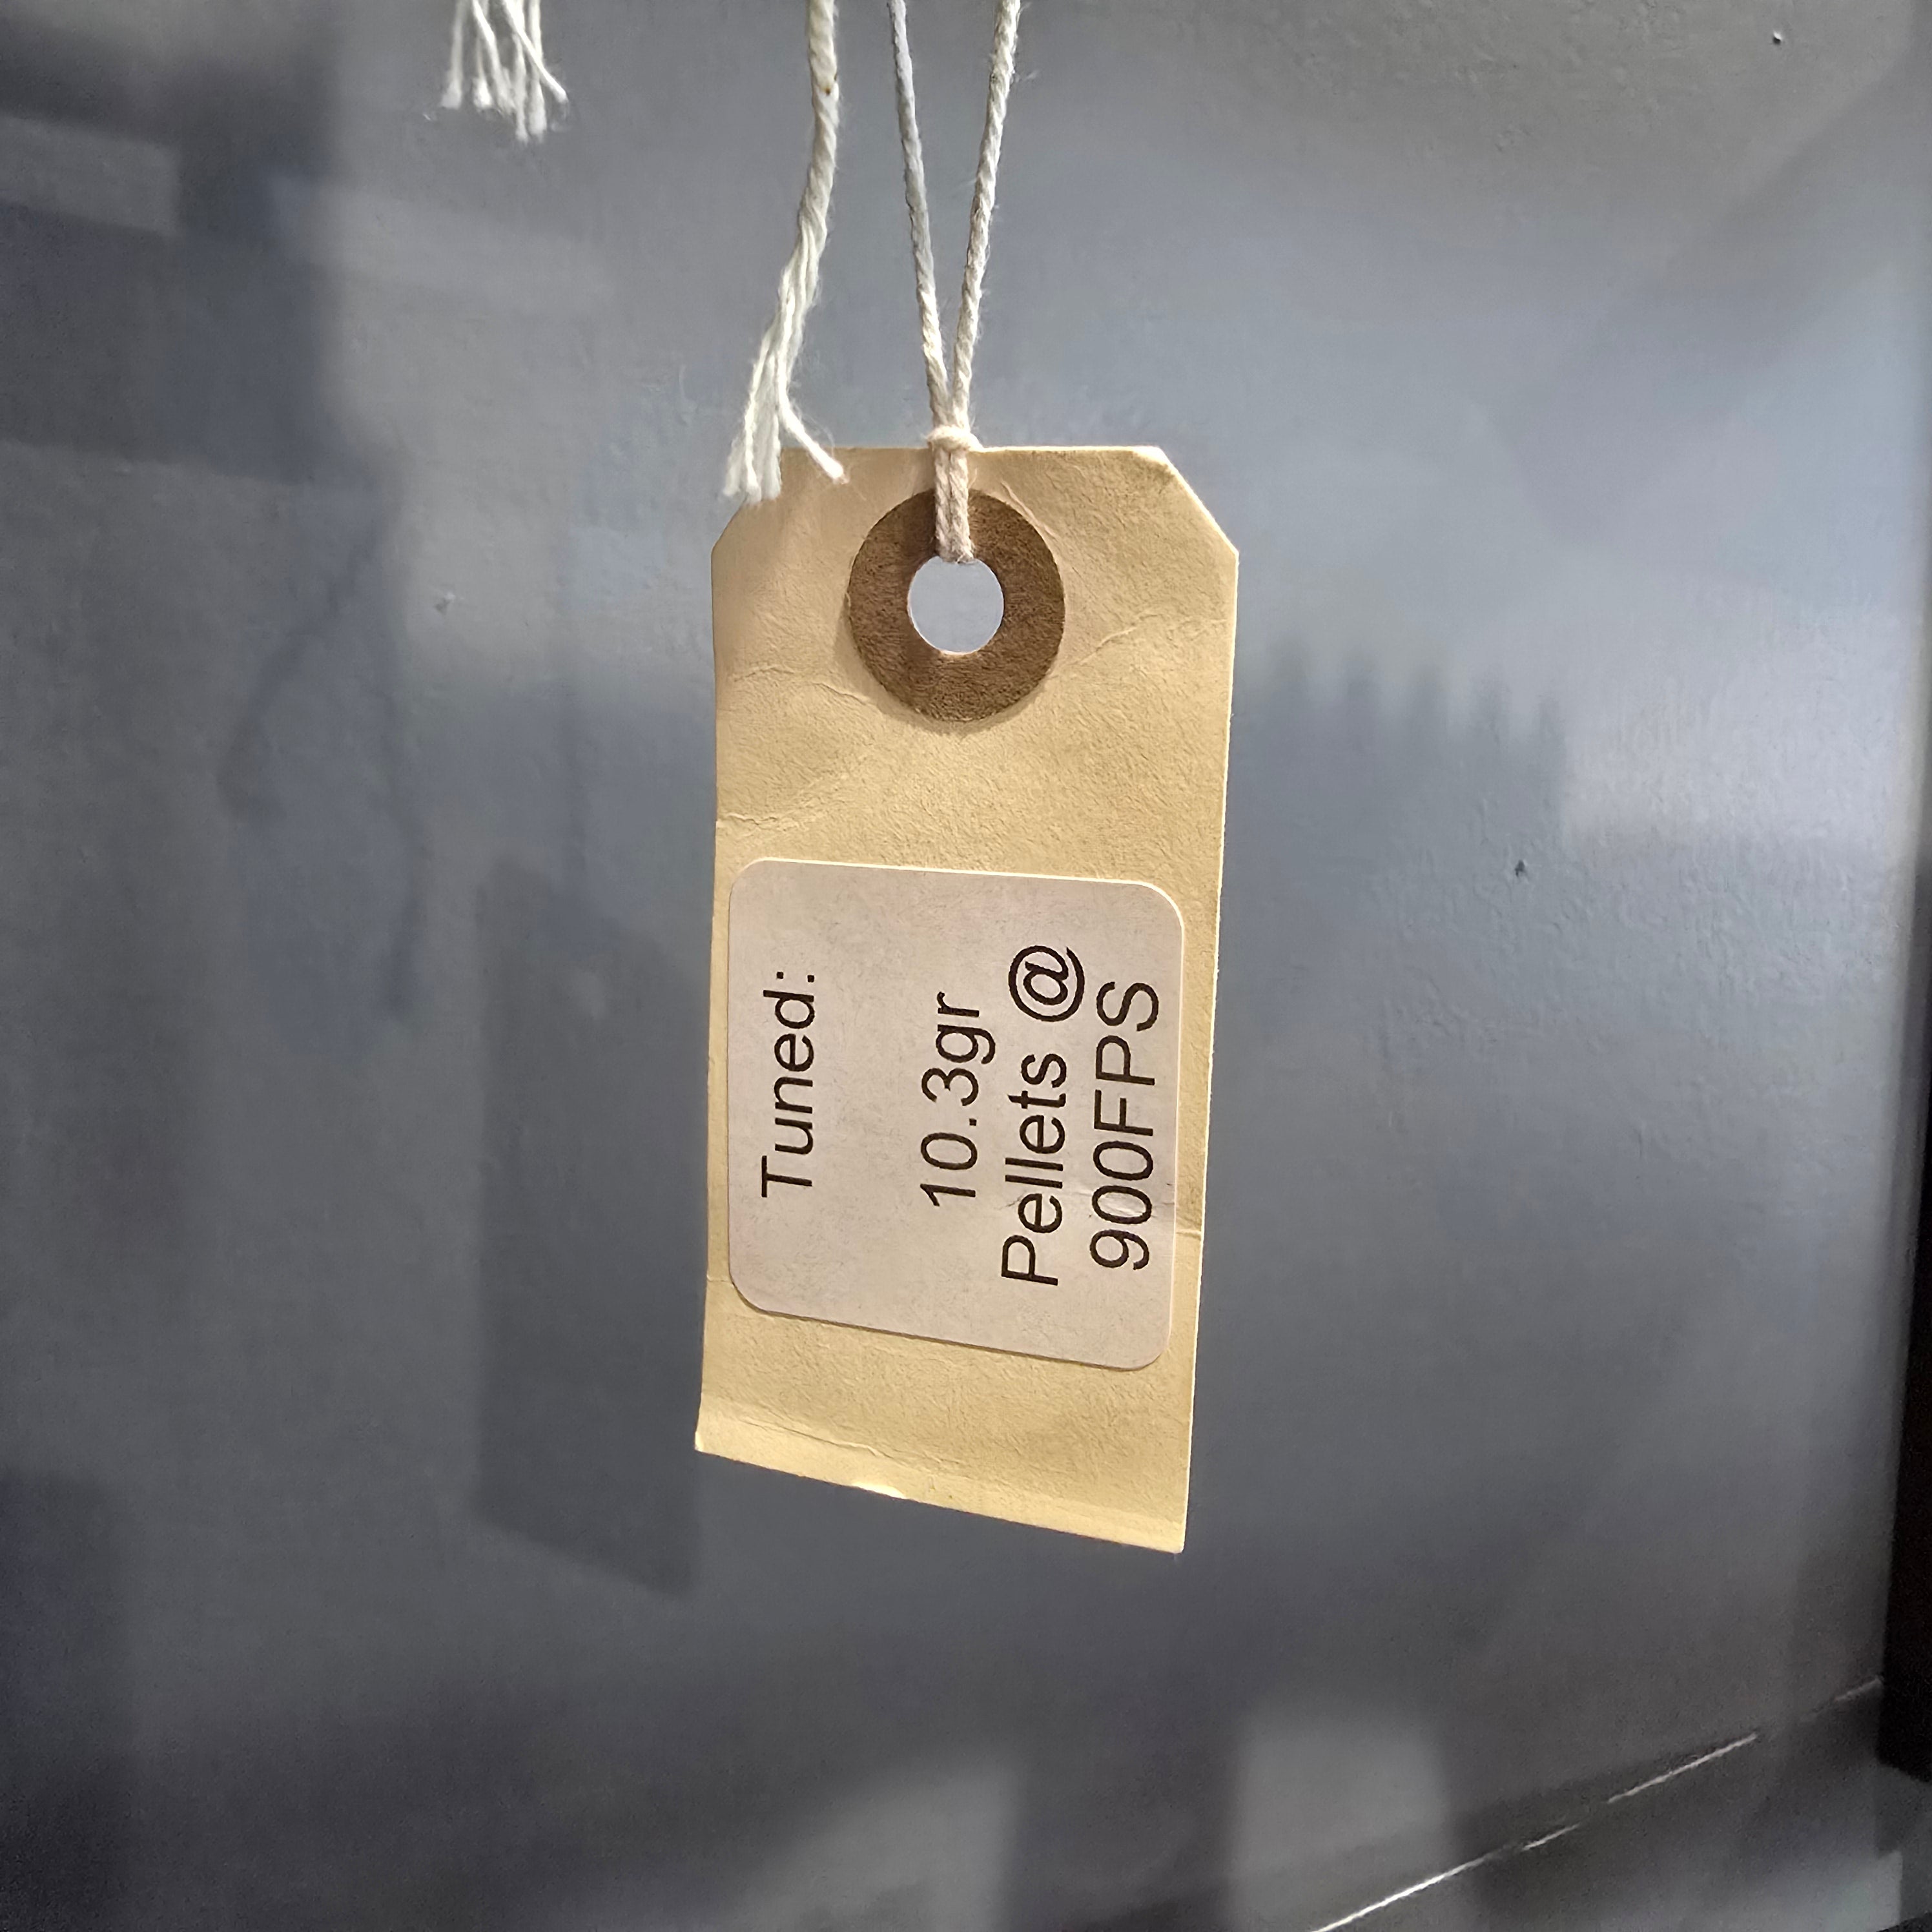 Tuned:
10.3gr
Pellets @
900FPS